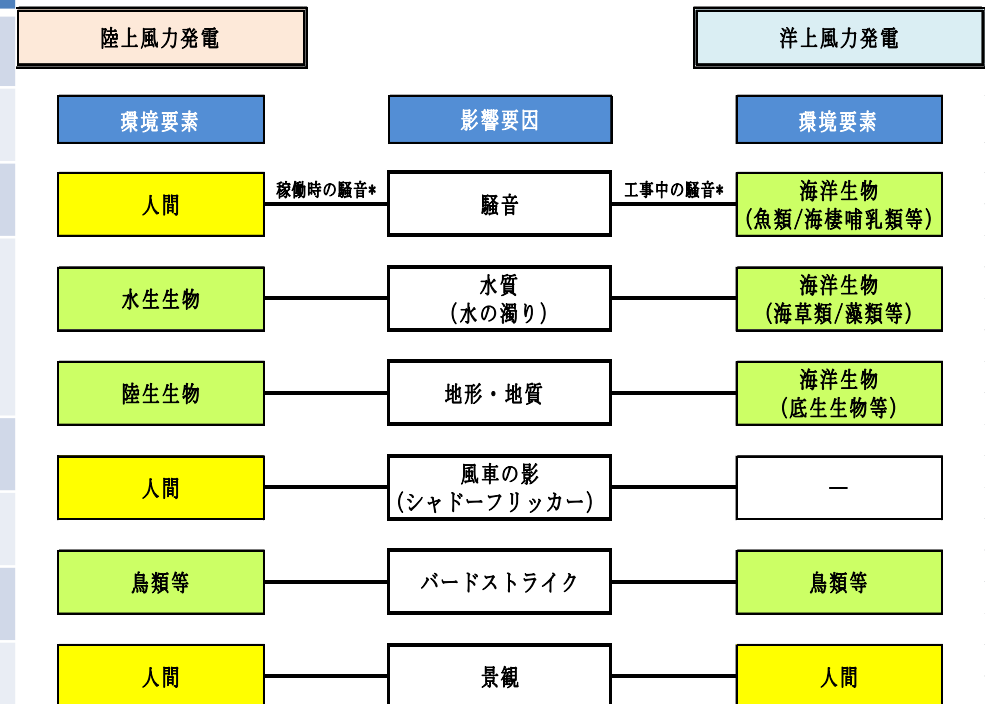 陸上風力発電
洋上風力発電
環境要素
影響要因
環境要素
人間
稼働時の騒音*
騒音
工事中の騒音*
海洋生物
(魚類/海棲哺乳類等)
水生生物
水質
(水の濁り)
海洋生物
(海草類/藻類等)
陸生生物
地形・地質
海洋生物
(底生生物等)
人間
風車の影
(シャドーフリッカー)
―
鳥類等
バードストライク
鳥類等
人間
景観
人間